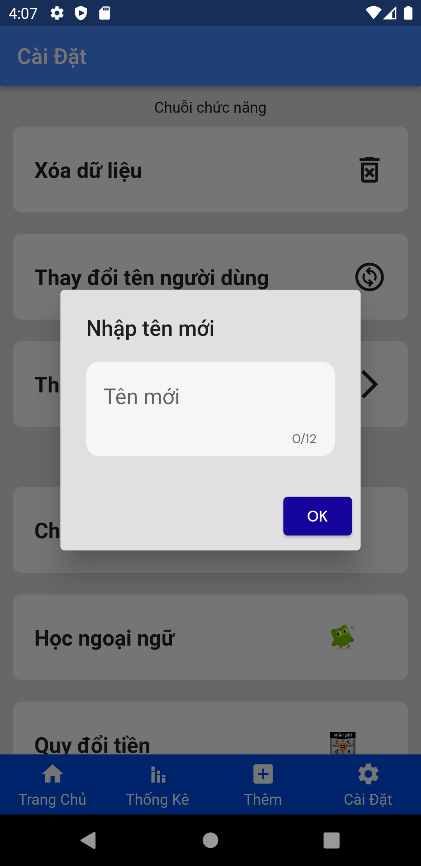 4:07
Cài Đặt
Chuỗi chức năng
Xóa dữ liệu
Thay đổi tên người dùng
Th
Nhập tên mới
Tên mới
0/12
OK
Ch
Học ngoại ngữ
Quy đổi tiền
Trang Chủ
Thống Kê
Thêm
Cài Đặt